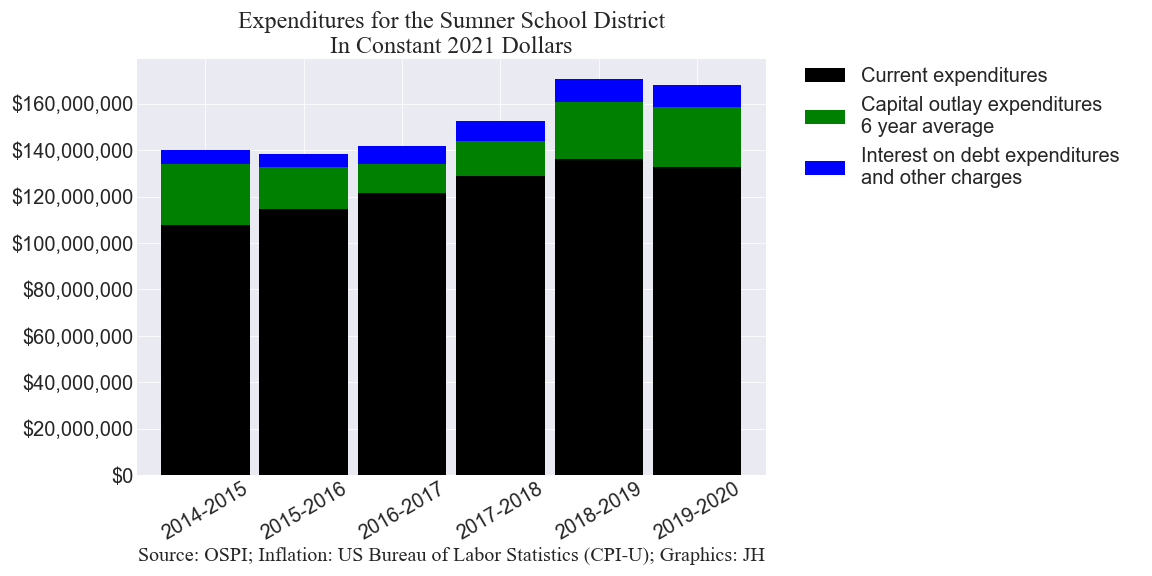 Expenditures for the Sumner School District
In Constant 2021 Dollars
$160,000,000
$140,000,000
$120,000,000
$100,000,000
$80,000,000
$60,000,000
$40,000,000
$20,000,000
$0
2014-2015
2015-2016
2016-2017
2017-2018
2018-2019
2019-2020
Current expenditures
Capital outlay expenditures
6 year average
Interest on debt expenditures
and other charges
Source: OSPI; Inflation: US Bureau of Labor Statistics (CPI-U); Graphics: JH